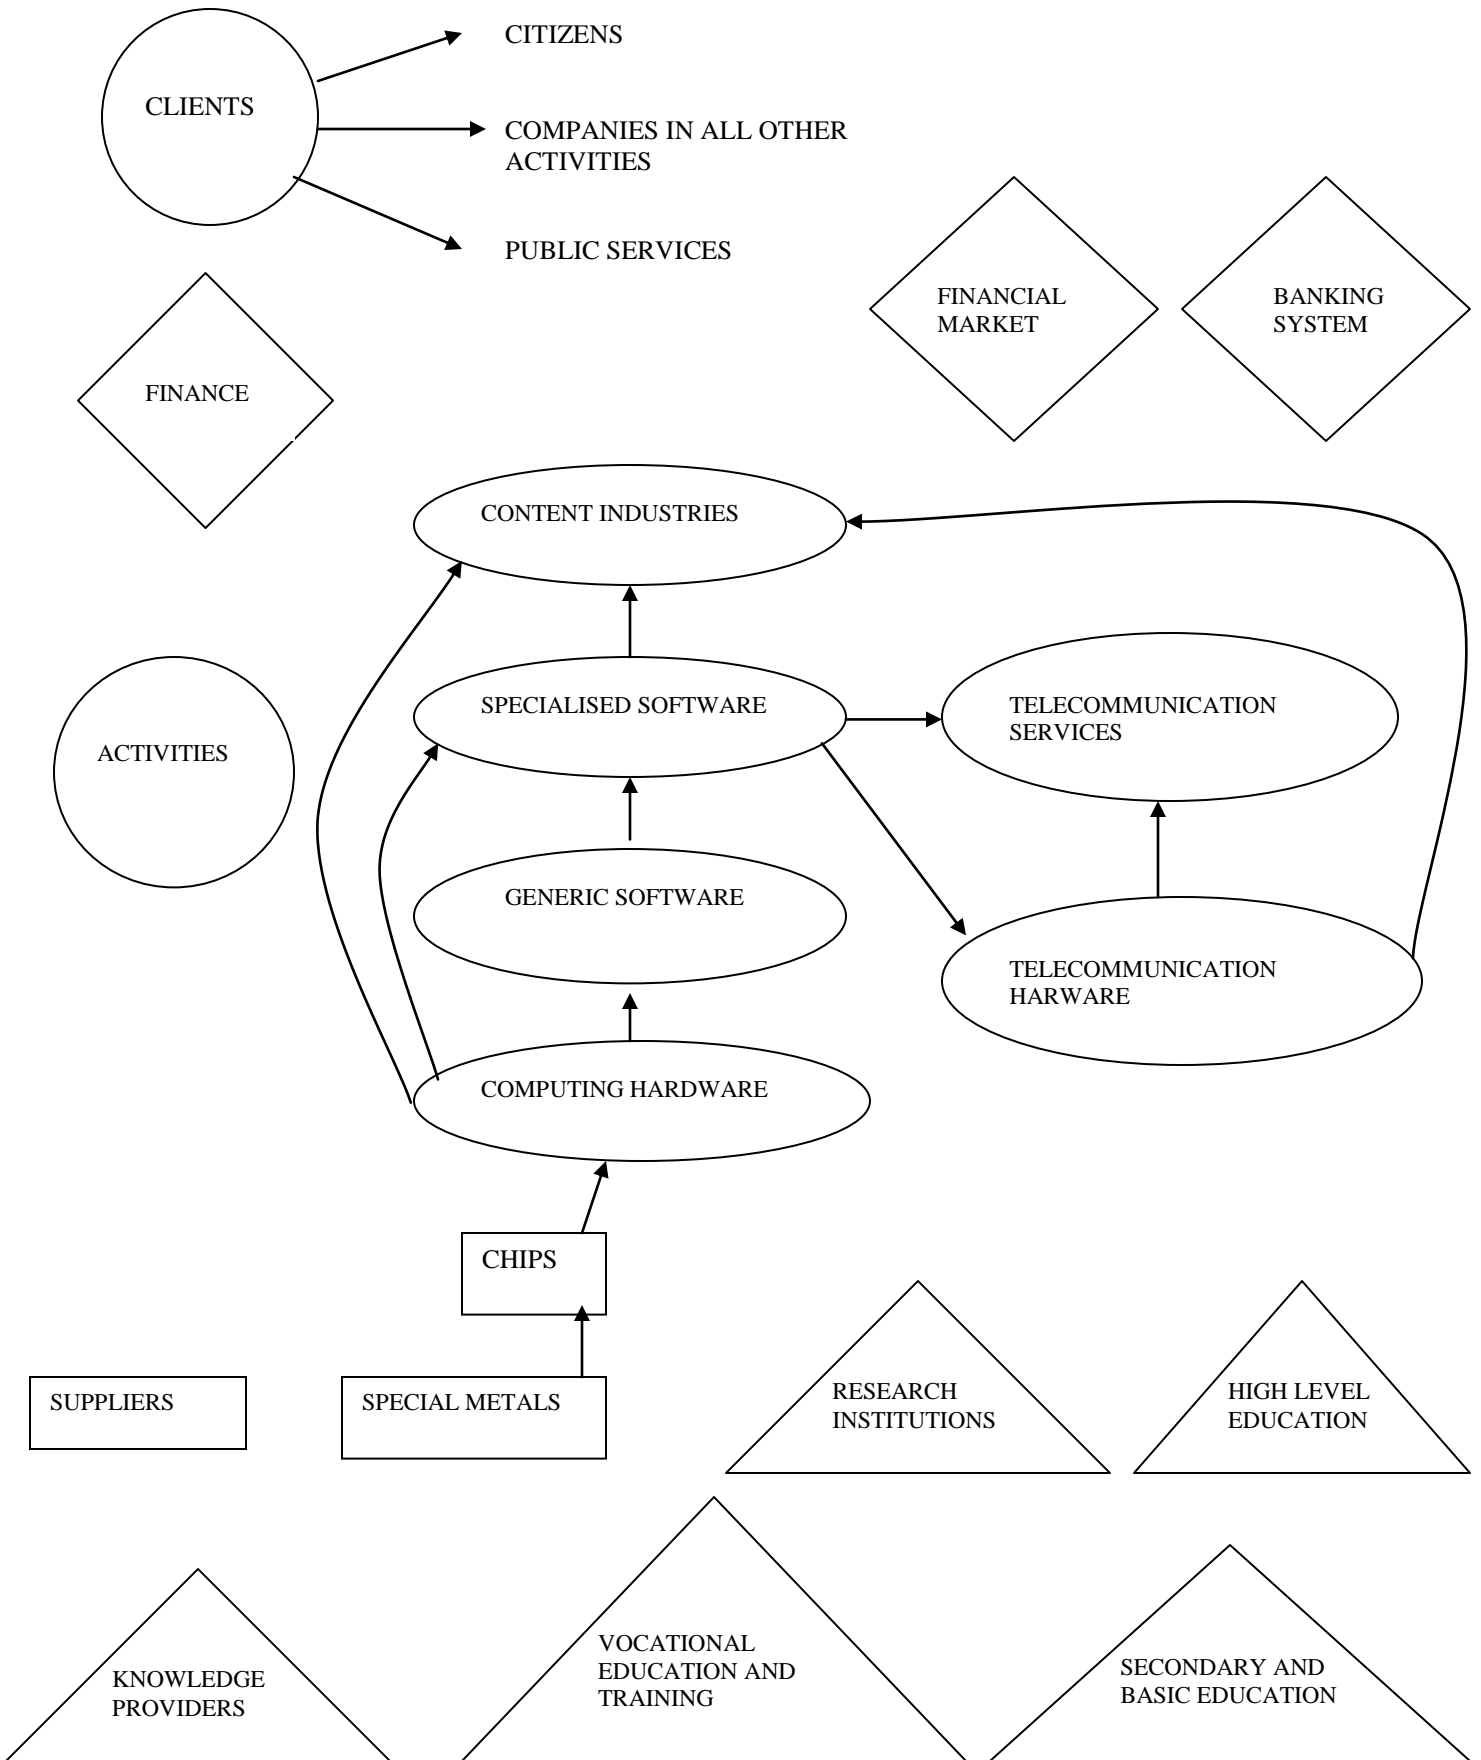 CITIZENS
CLIENTS
COMPANIES IN ALL OTHER
ACTIVITIES
PUBLIC SERVICES
FINANCIAL
MARKET
BANKING
SYSTEM
FINANCE
CONTENT INDUSTRIES
SPECIALISED SOFTWARE
TELECOMMUNICATION
SERVICES
ACTIVITIES
GENERIC SOFTWARE
TELECOMMUNICATION
HARWARE
COMPUTING HARDWARE
CHIPS
SUPPLIERS
SPECIAL METALS
RESEARCH
INSTITUTIONS
HIGH LEVEL
EDUCATION
KNOWLEDGE
PROVIDERS
VOCATIONAL
EDUCATION AND
TRAINING
SECONDARY AND
BASIC EDUCATION